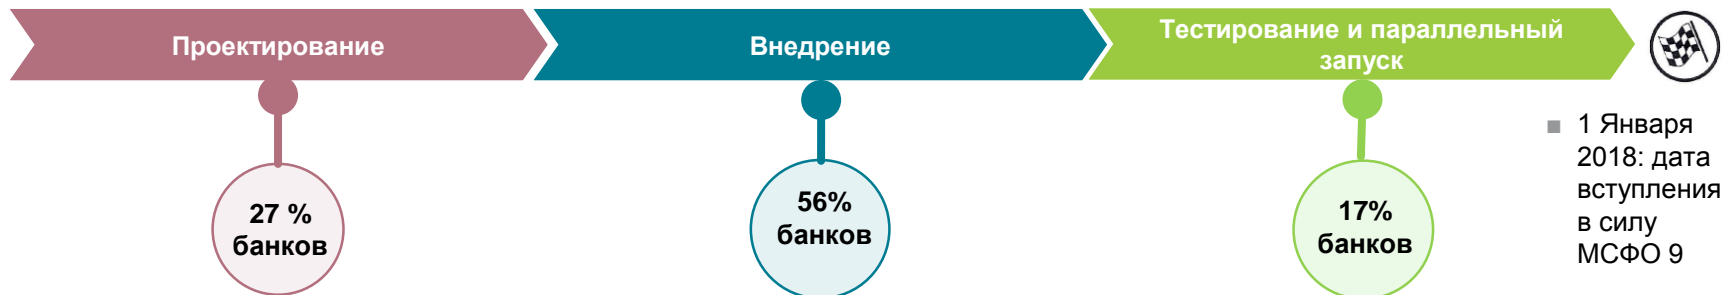 Проектирование
Внедрение
Тестирование и параллельный
запуск
27 %
банков
56%
банков
17%
банков
1 Января
2018: дата
вступления
в силу
МСФО 9